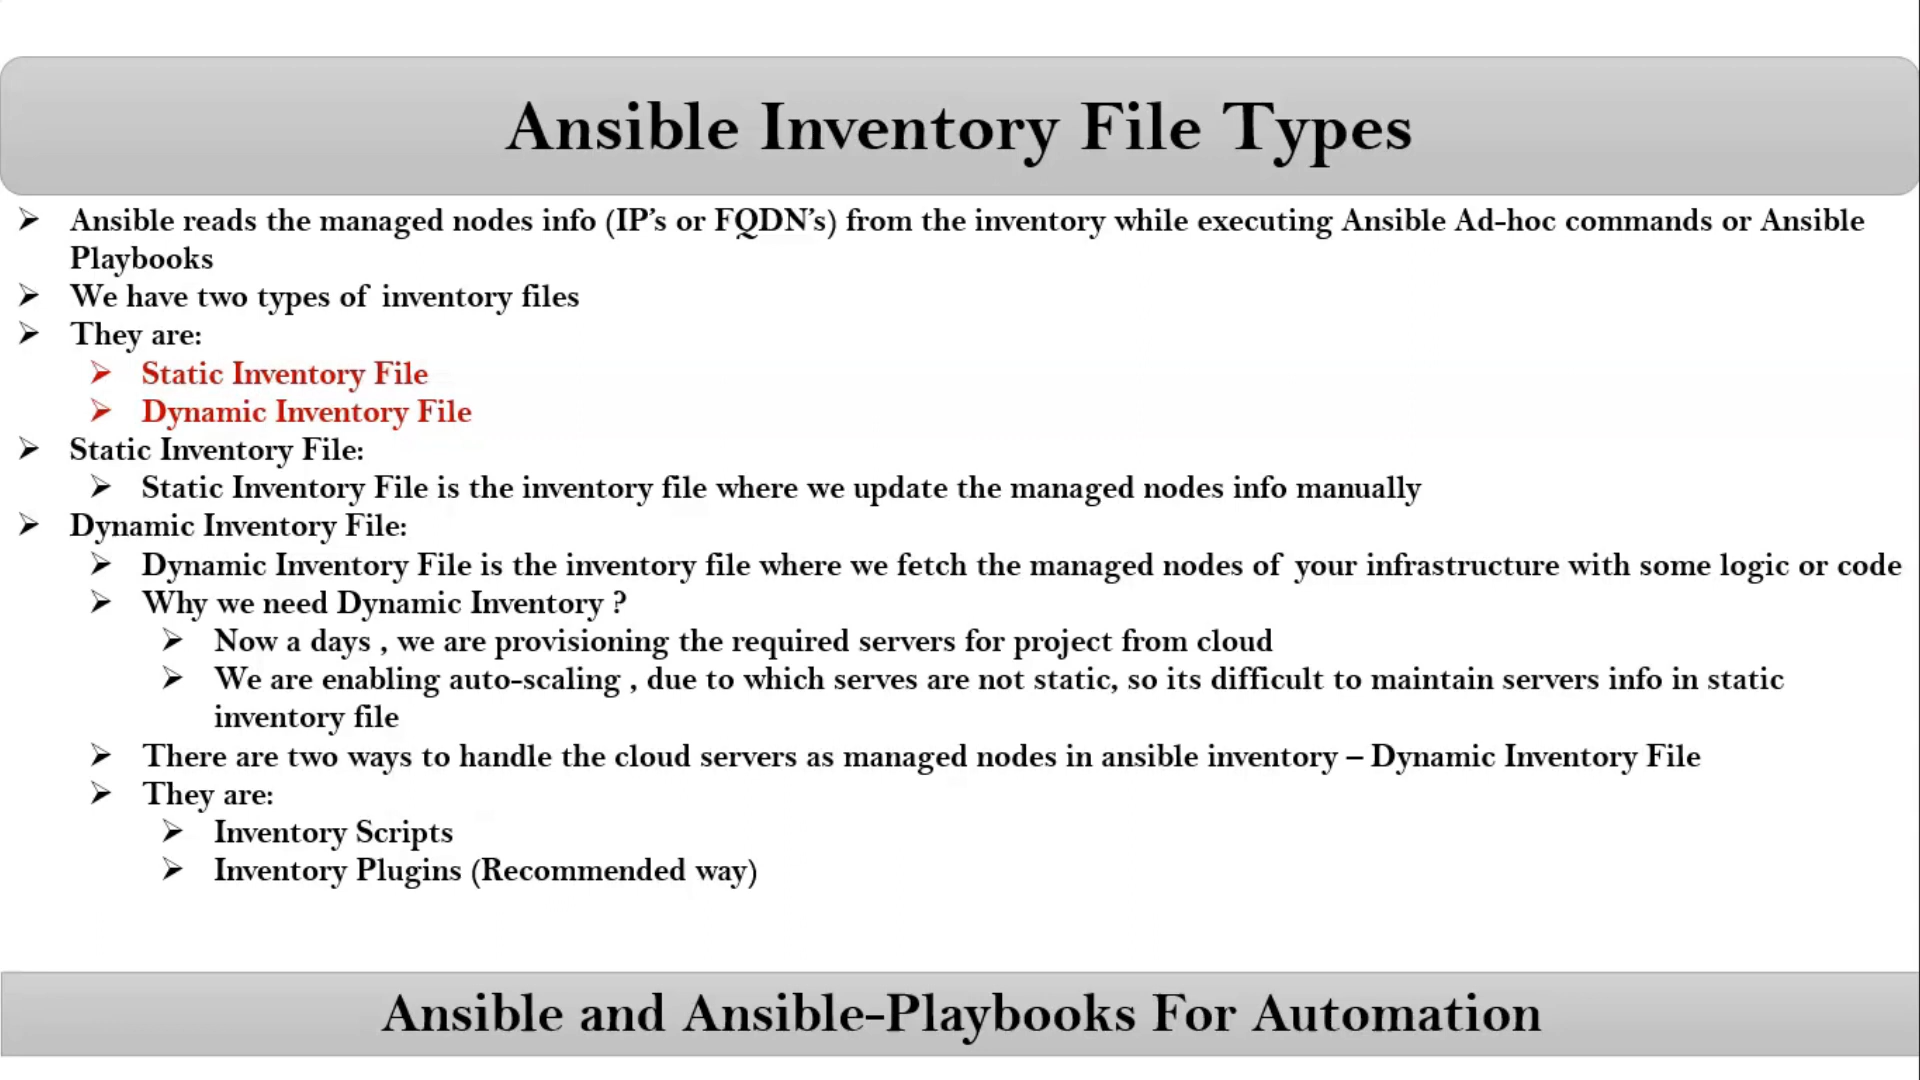 Ansible Inventory File Types
Ansible reads the managed nodes info (IP’s or FQDN’s) from the inventory while executing Ansible Ad-hoc commands or Ansible
Playbooks
We have two types of inventory files
They are:
Static Inventory File
Dynamic Inventory File
Static Inventory File:
Static Inventory File is the inventory file where we update the managed nodes info manually
Dynamic Inventory File:
Dynamic Inventory File is the inventory file where we fetch the managed nodes of your infrastructure with some logic or code
Why we need Dynamic Inventory ?
Now a days , we are provisioning the required servers for project from cloud
We are enabling auto-scaling , due to which serves are not static, so its difficult to maintain servers info in static
inventory file
There are two ways to handle the cloud servers as managed nodes in ansible inventory – Dynamic Inventory File
They are:
Inventory Scripts
Inventory Plugins (Recommended way)
Ansible and Ansible-Playbooks For Automation